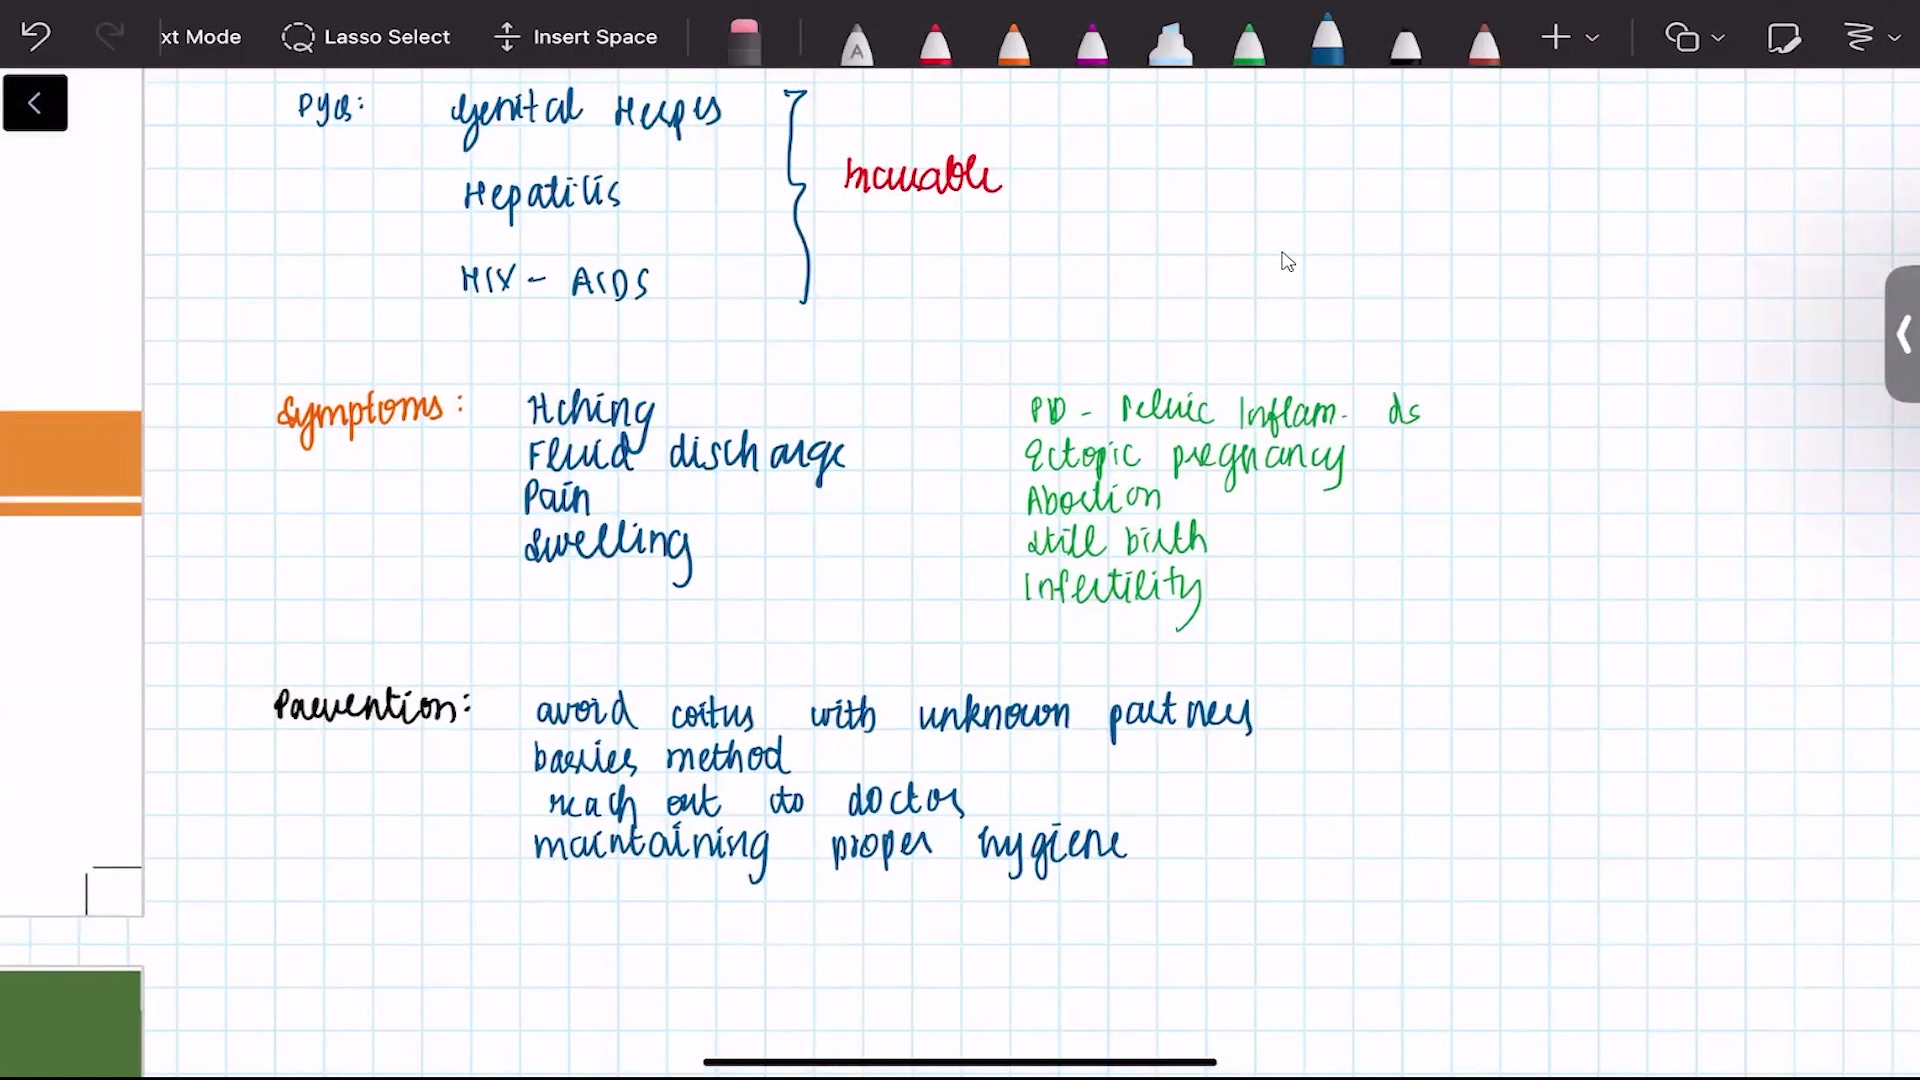 xt Mode Lasso Select Insert Space
A
PYQ: Genital Herpes
Incurable
Hepatitis
HIV - AIDS
Symptoms: Itching
Fluid discharge
Pain
Swelling
PID - Pelvic Inflam. ds
Ectopic pregnancy
Abortion
Still birth
Infertility
Prevention: avoid coitus with unknown partners
barrier method
reach out to doctor
maintaining proper hygiene